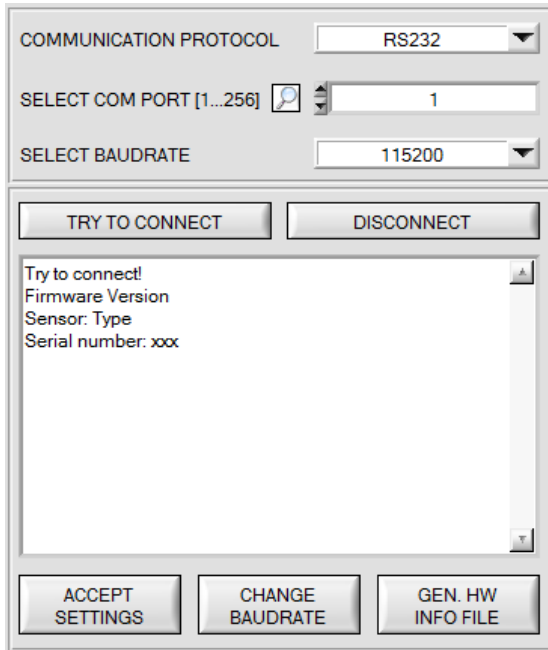 COMMUNICATION PROTOCOL RS232
SELECT COM PORT [1...256] 1
SELECT BAUDRATE 115200
TRY TO CONNECT DISCONNECT
Try to connect!
Firmware Version
Sensor: Type
Serial number: xxx
ACCEPT CHANGE GEN. HW
SETTINGS BAUDRATE INFO FILE